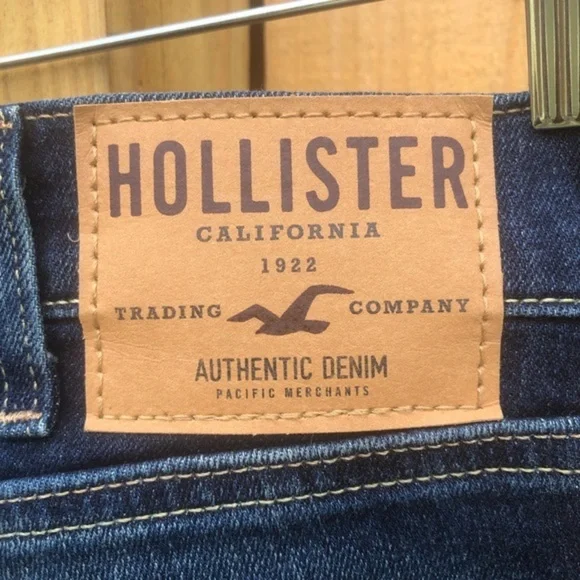 HOLLISTER
CALIFORNIA
1922
TRADING COMPANY
AUTHENTIC DENIM
PACIFIC MERCHANTS